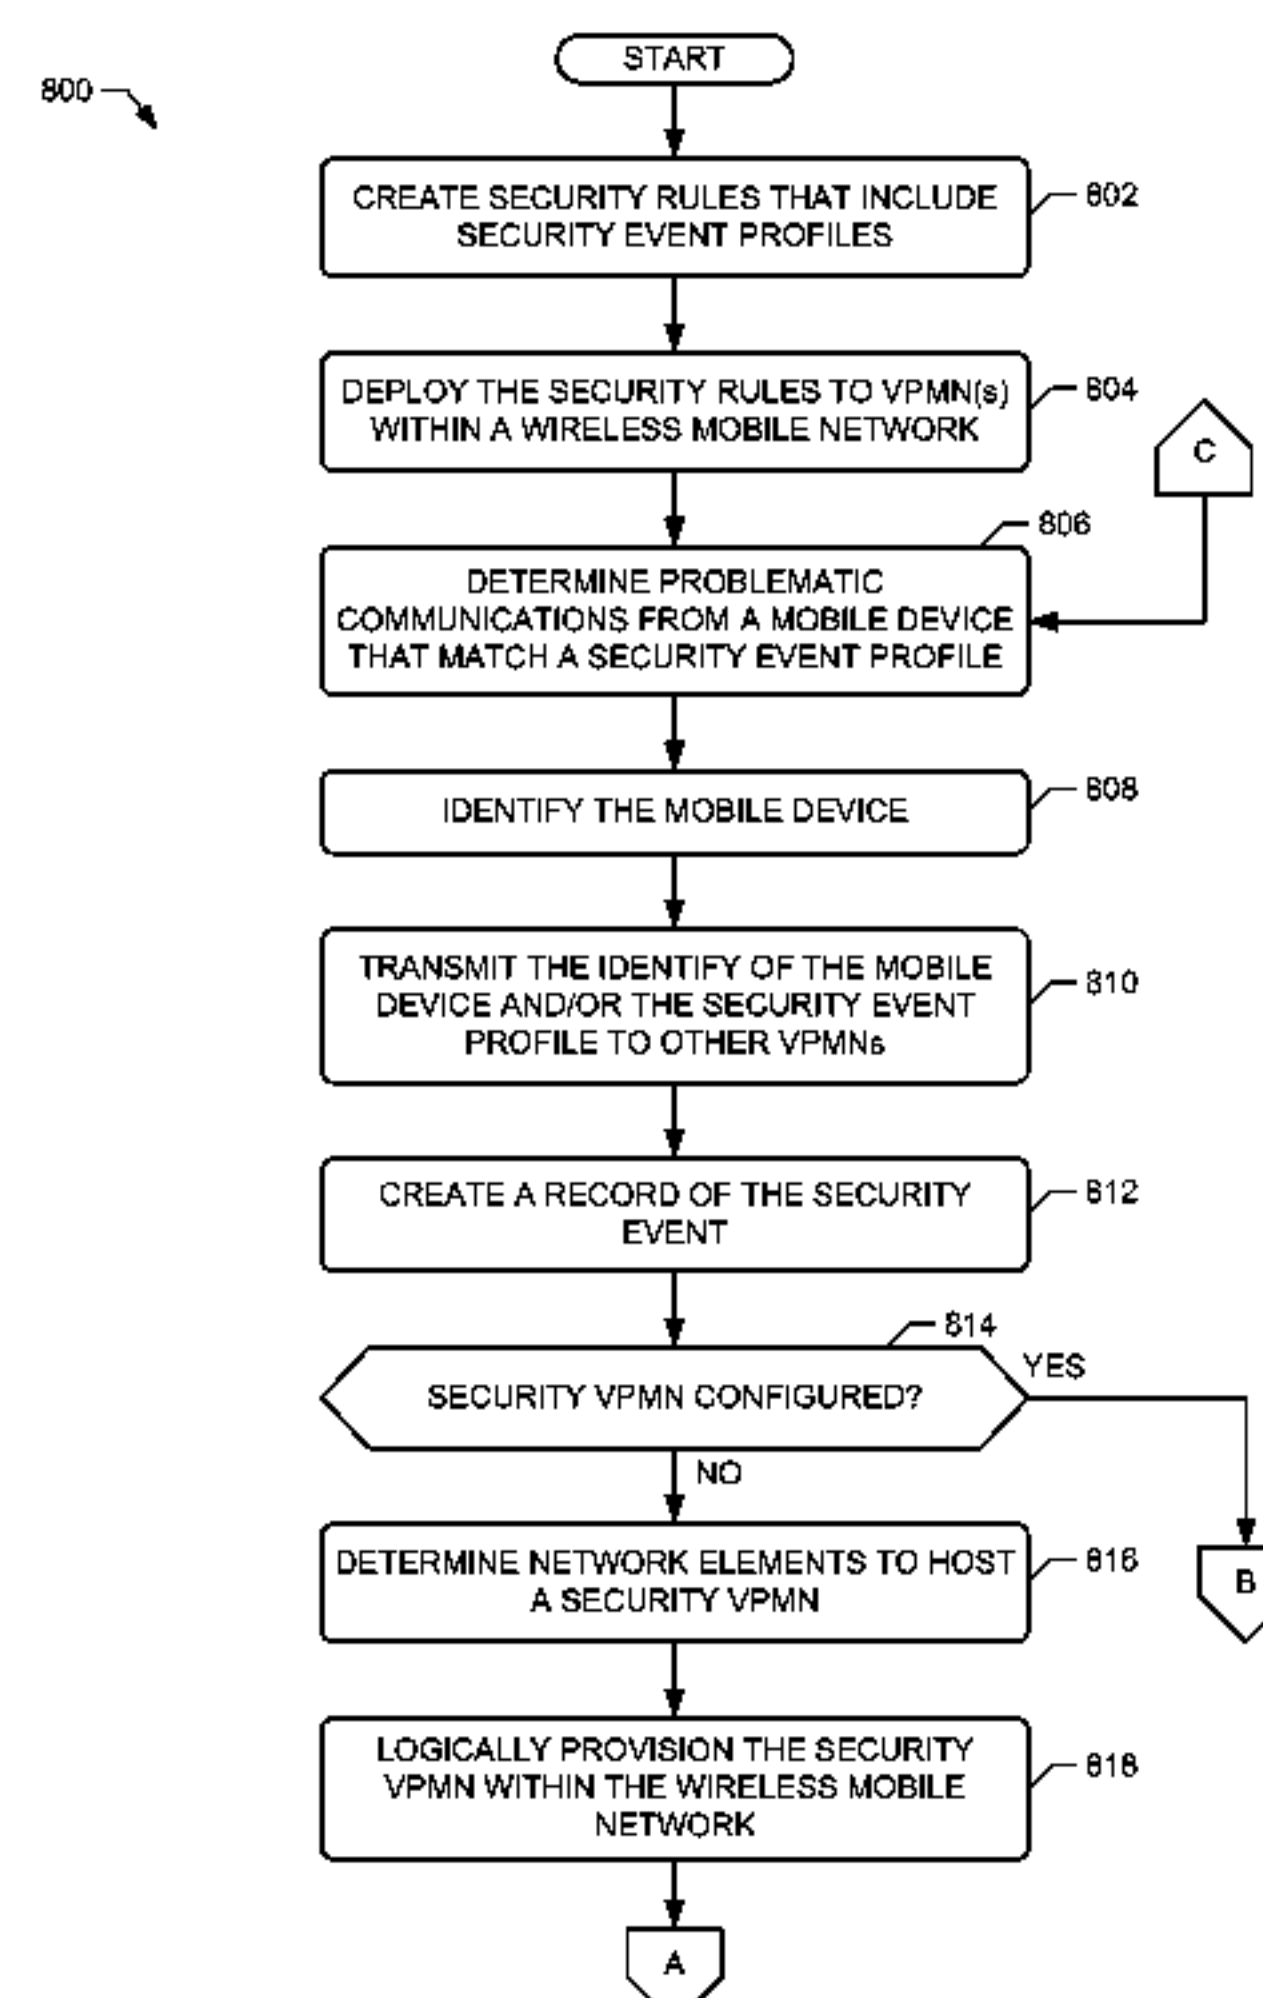 START
800
CREATE SECURITY RULES THAT INCLUDE
SECURITY EVENT PROFILES
802
DEPLOY THE SECURITY RULES TO VPMN(s)
WITHIN A WIRELESS MOBILE NETWORK
804
C
806
DETERMINE PROBLEMATIC
COMMUNICATIONS FROM A MOBILE DEVICE
THAT MATCH A SECURITY EVENT PROFILE
IDENTIFY THE MOBILE DEVICE
808
TRANSMIT THE IDENTIFY OF THE MOBILE
DEVICE AND/OR THE SECURITY EVENT
PROFILE TO OTHER VPMNs
810
CREATE A RECORD OF THE SECURITY
EVENT
812
814
SECURITY VPMN CONFIGURED?
YES
NO
DETERMINE NETWORK ELEMENTS TO HOST
A SECURITY VPMN
816
B
LOGICALLY PROVISION THE SECURITY
VPMN WITHIN THE WIRELESS MOBILE
NETWORK
818
A